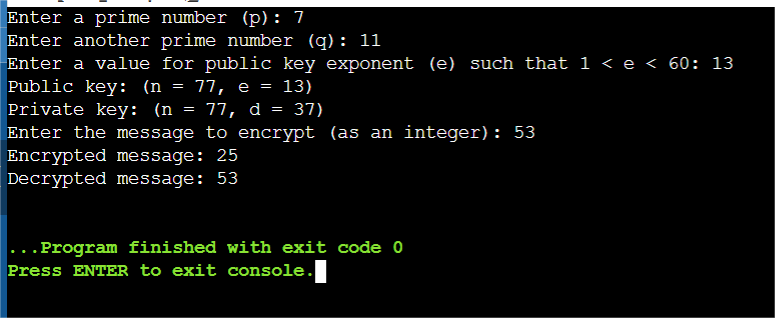 Enter a prime number (p): 7
Enter another prime number (q): 11
Enter a value for public key exponent (e) such that 1 < e < 60: 13
Public key: (n = 77, e = 13)
Private key: (n = 77, d = 37)
Enter the message to encrypt (as an integer): 53
Encrypted message: 25
Decrypted message: 53
...Program finished with exit code 0
Press ENTER to exit console.